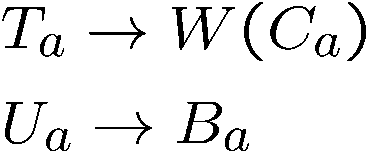 T_a → W(C_a)
U_a → B_a